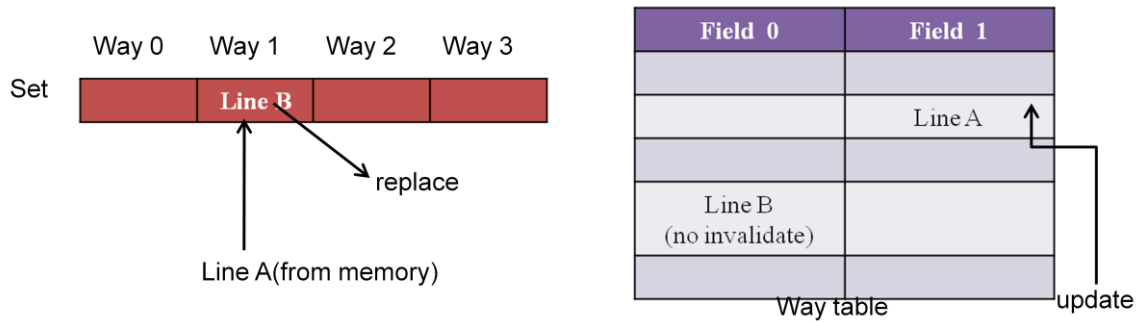 Way 0 Way 1 Way 2 Way 3
Set
Line B
replace
Line A(from memory)
Field 0 Field 1
Line A
Line B
(no invalidate)
Way table
update